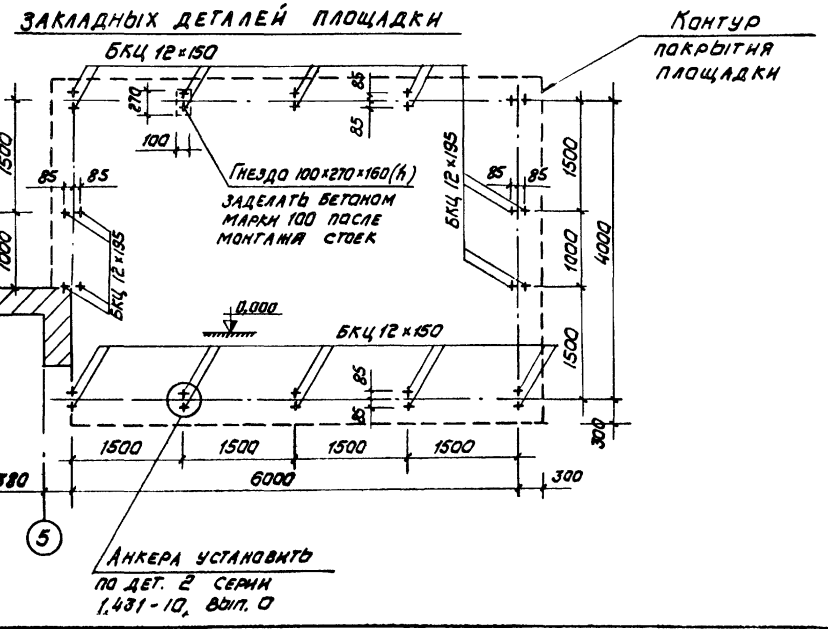 ЗАКЛАДНЫХ ДЕТАЛЕЙ ПЛОЩАДКИ
Контур
покрытия
площадки
БКЦ 12×150
85
270
85
100
1500
Гнездо 100×270×160(h)
заделать бетоном
марки 100 после
монтажа стоек
БКЦ 12×195
85
85
1500
85
85
1000
БКЦ 12×195
1000
4000
0,000
БКЦ 12×150
1500
85
85
300
1500
1500
1500
1500
380
6000
300
5
Анкера установить
по дет. 2 серии
1.431-10, вып. 0